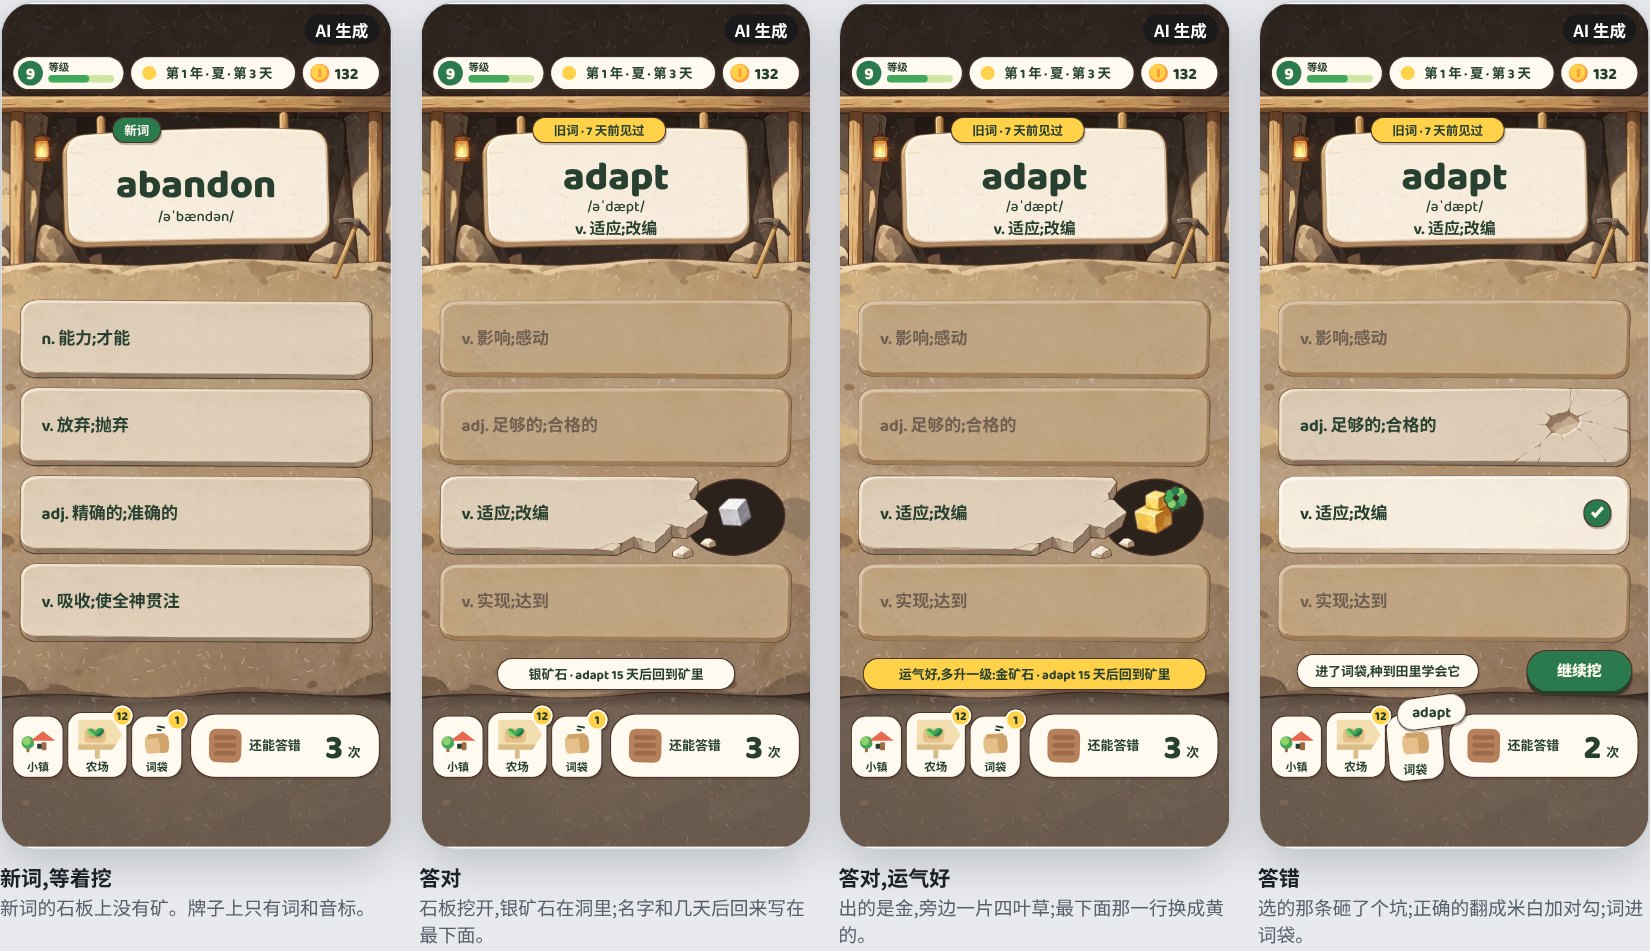 AI 生成
9 等级
第1年·夏·第3天
132
新词
abandon
/əˈbændən/
n. 能力;才能
v. 放弃;抛弃
adj. 精确的;准确的
v. 吸收;使全神贯注
小镇
12
农场
1
词袋
还能答错 3 次
新词,等着挖
新词的石板上没有矿。牌子上只有词和音标。
AI 生成
9 等级
第1年·夏·第3天
132
旧词·7 天前见过
adapt
/əˈdæpt/
v. 适应;改编
v. 影响;感动
adj. 足够的;合格的
v. 适应;改编
v. 实现;达到
银矿石·adapt 15 天后回到矿里
小镇
12
农场
1
词袋
还能答错 3 次
答对
石板挖开,银矿石在洞里;名字和几天后回来写在
最下面。
AI 生成
9 等级
第1年·夏·第3天
132
旧词·7 天前见过
adapt
/əˈdæpt/
v. 适应;改编
v. 影响;感动
adj. 足够的;合格的
v. 适应;改编
v. 实现;达到
运气好,多升一级:金矿石·adapt 15 天后回到矿里
小镇
12
农场
1
词袋
还能答错 3 次
答对,运气好
出的是金,旁边一片四叶草;最下面那一行换成黄
的。
AI 生成
9 等级
第1年·夏·第3天
132
旧词·7 天前见过
adapt
/əˈdæpt/
v. 适应;改编
v. 影响;感动
adj. 足够的;合格的
v. 适应;改编
v. 实现;达到
进了词袋,种到田里学会它
继续挖
adapt
小镇
12
农场
词袋
还能答错 2 次
答错
选的那条砸了个坑;正确的翻成米白加对勾;词进
词袋。